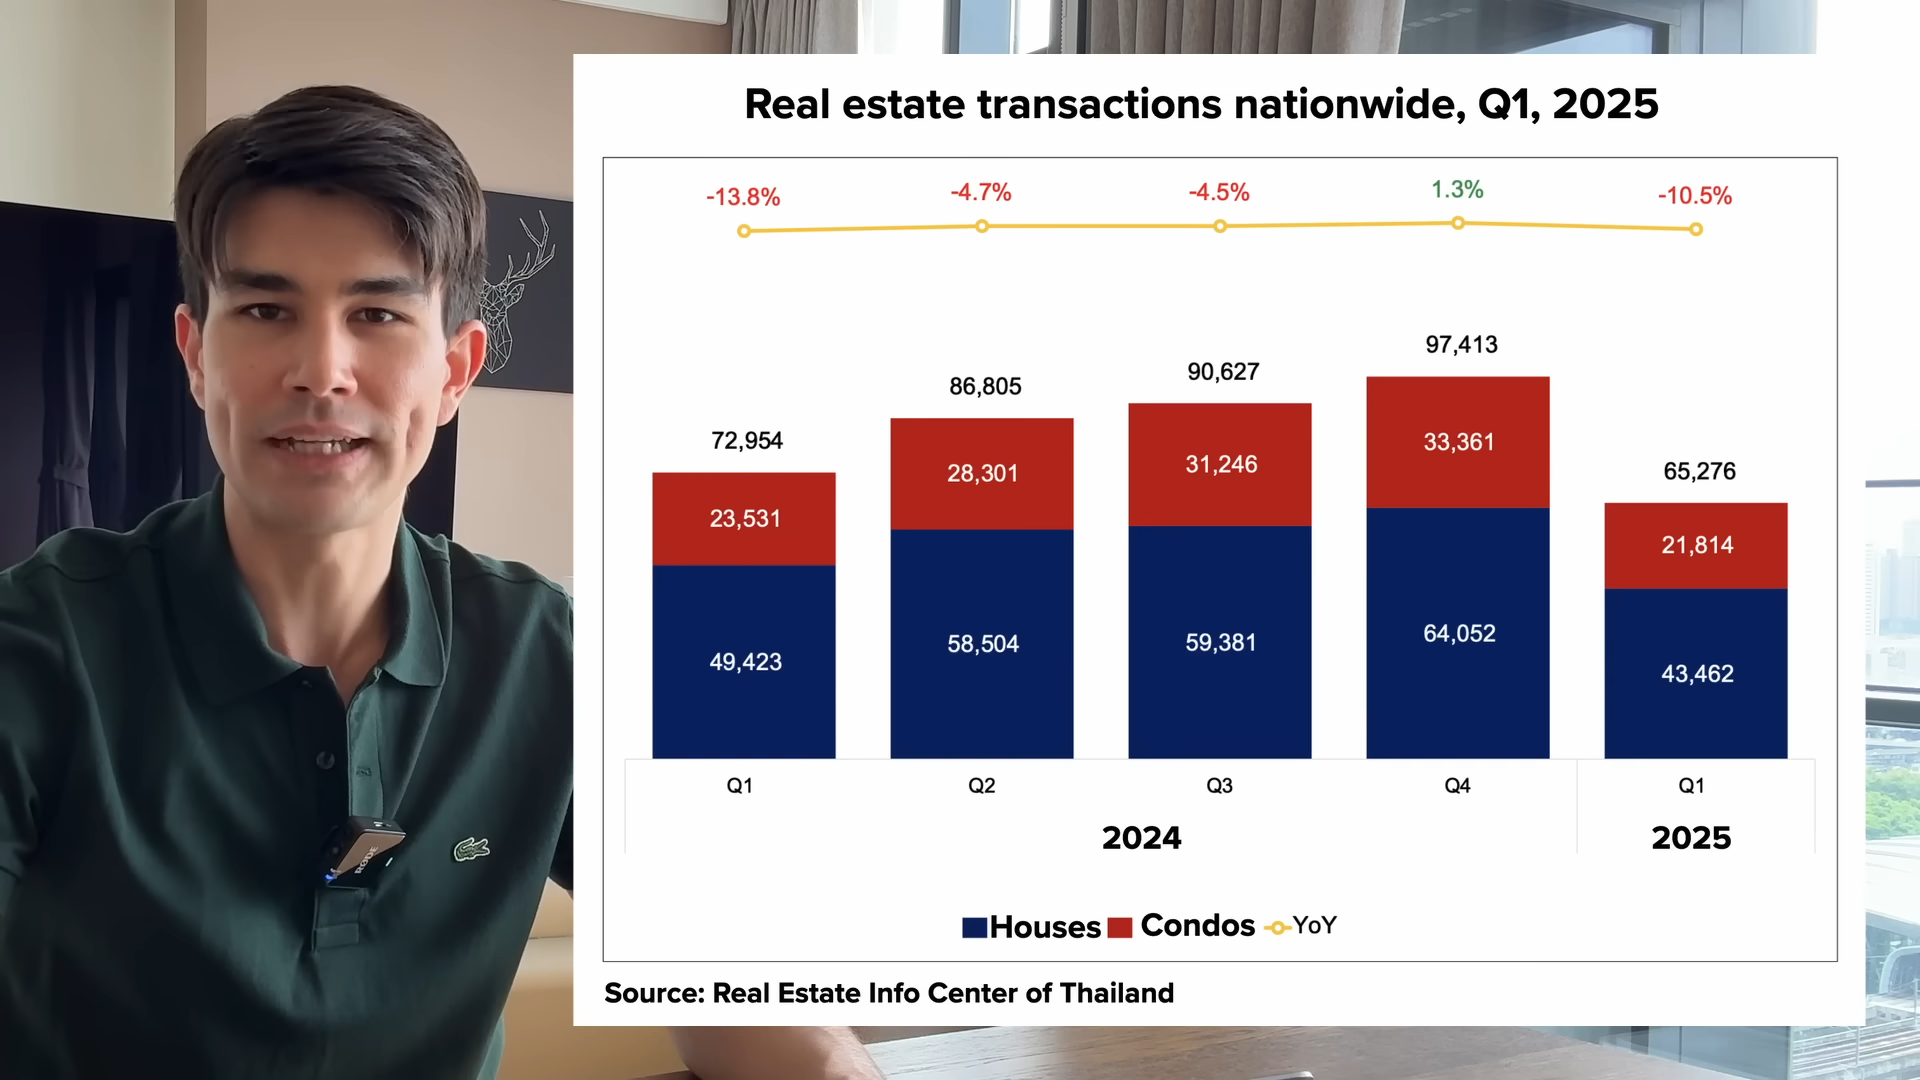 Real estate transactions nationwide, Q1, 2025
-13.8% -4.7% -4.5% 1.3% -10.5%
72,954 86,805 90,627 97,413 65,276
23,531 28,301 31,246 33,361 21,814
49,423 58,504 59,381 64,052 43,462
Q1 Q2 Q3 Q4 Q1
2024 2025
Houses Condos YoY
Source: Real Estate Info Center of Thailand
RØDE